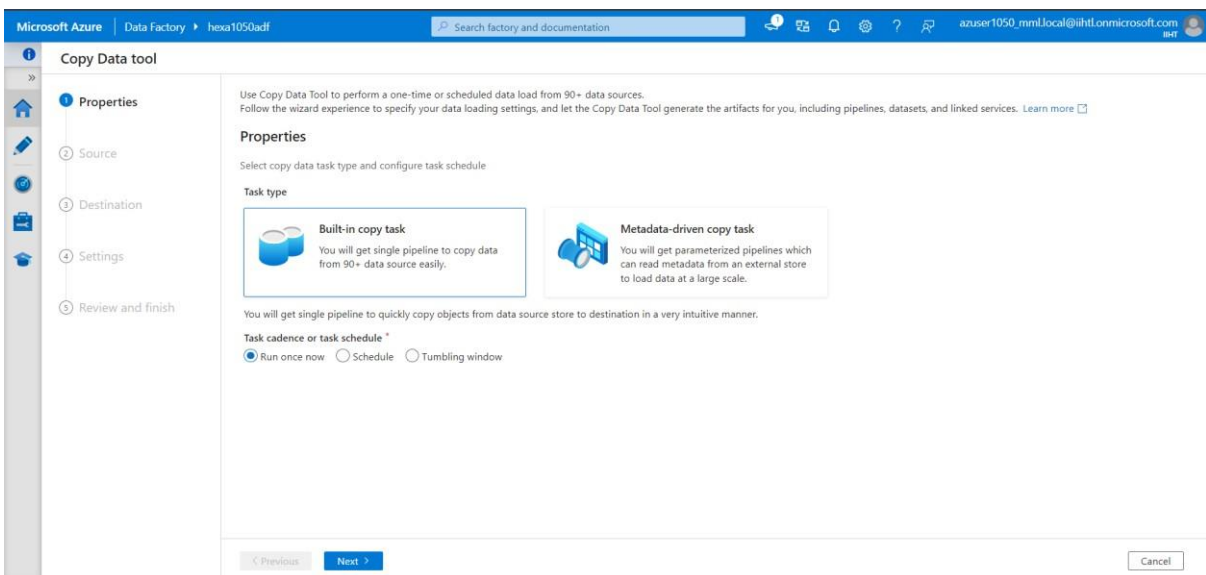 Microsoft Azure | Data Factory ▸ hexa1050adf
Search factory and documentation
1
azuser1050_mml.local@iihtl.onmicrosoft.com
IIHT
Copy Data tool
1 Properties
2 Source
3 Destination
4 Settings
5 Review and finish
Use Copy Data Tool to perform a one-time or scheduled data load from 90+ data sources.
Follow the wizard experience to specify your data loading settings, and let the Copy Data Tool generate the artifacts for you, including pipelines, datasets, and linked services. Learn more
Properties
Select copy data task type and configure task schedule
Task type
Built-in copy task
You will get single pipeline to copy data
from 90+ data source easily.
Metadata-driven copy task
You will get parameterized pipelines which
can read metadata from an external store
to load data at a large scale.
You will get single pipeline to quickly copy objects from data source store to destination in a very intuitive manner.
Task cadence or task schedule *
Run once now Schedule Tumbling window
< Previous Next > Cancel